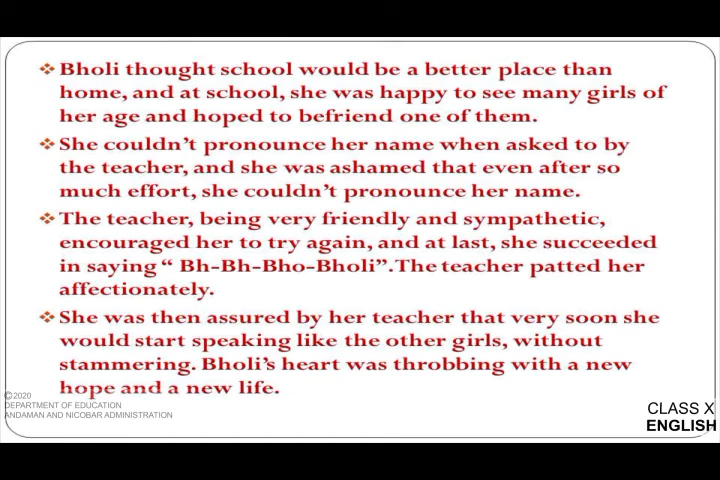 ❖ Bholi thought school would be a better place than
home, and at school, she was happy to see many girls of
her age and hoped to befriend one of them.
❖ She couldn't pronounce her name when asked to by
the teacher, and she was ashamed that even after so
much effort, she couldn't pronounce her name.
❖ The teacher, being very friendly and sympathetic,
encouraged her to try again, and at last, she succeeded
in saying “ Bh-Bh-Bho-Bholi”.The teacher patted her
affectionately.
❖ She was then assured by her teacher that very soon she
would start speaking like the other girls, without
stammering. Bholi's heart was throbbing with a new
hope and a new life.
©2020
DEPARTMENT OF EDUCATION
ANDAMAN AND NICOBAR ADMINISTRATION
CLASS X
ENGLISH